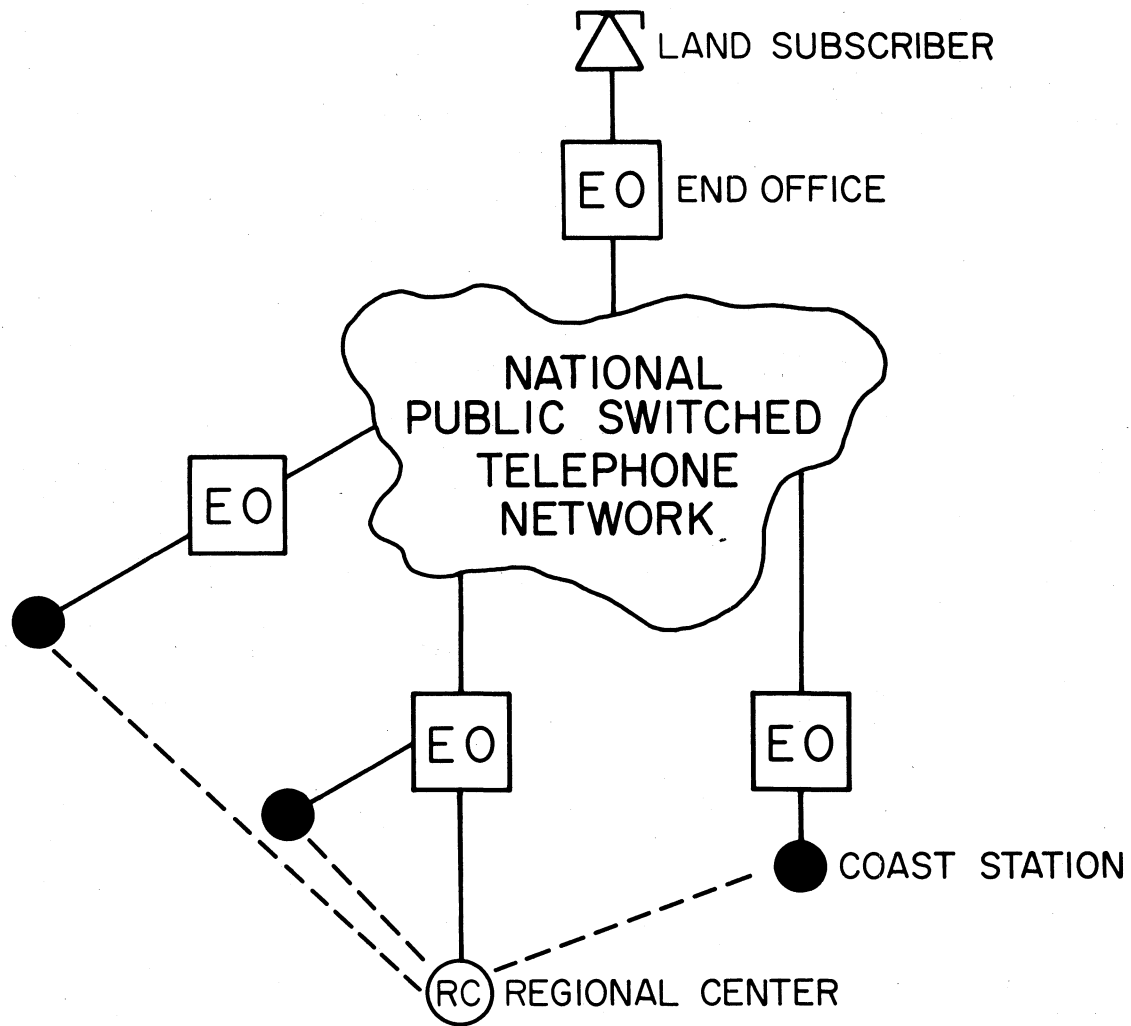 LAND SUBSCRIBER
EO END OFFICE
NATIONAL
PUBLIC SWITCHED
TELEPHONE
NETWORK
EO
EO
EO
COAST STATION
RC REGIONAL CENTER